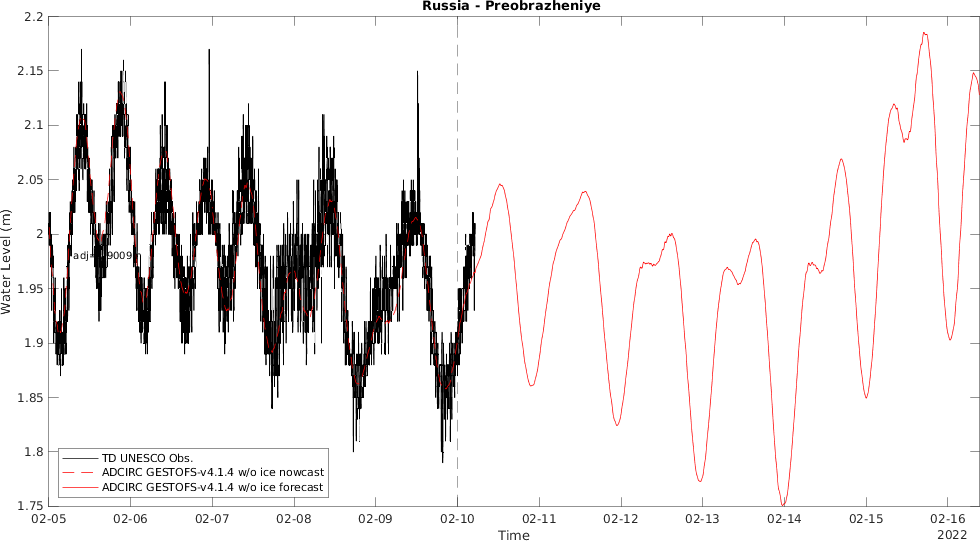 Russia - Preobrazheniye
2.2
2.15
2.1
2.05
2
1.95
1.9
1.85
1.8
1.75
Water Level (m)
TD UNESCO Obs.
ADCIRC GESTOFS-v4.1.4 w/o ice nowcast
ADCIRC GESTOFS-v4.1.4 w/o ice forecast
02-05 02-06 02-07 02-08 02-09 02-10 02-11 02-12 02-13 02-14 02-15 02-16
Time
2022